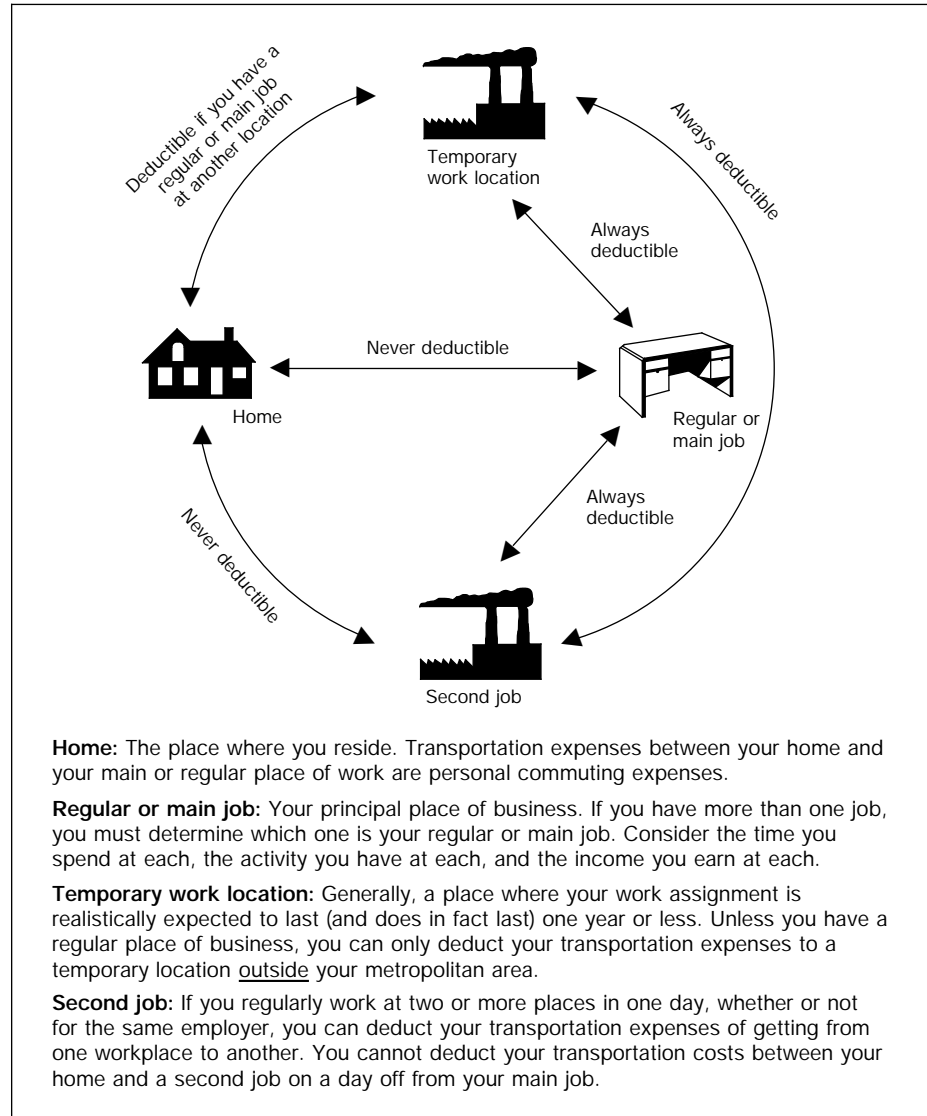 Deductible if you have a
regular or main job
at another location
Always deductible
Temporary
work location
Always
deductible
Never deductible
Home
Regular or
main job
Always
deductible
Never deductible
Second job
Home: The place where you reside. Transportation expenses between your home and
your main or regular place of work are personal commuting expenses.
Regular or main job: Your principal place of business. If you have more than one job,
you must determine which one is your regular or main job. Consider the time you
spend at each, the activity you have at each, and the income you earn at each.
Temporary work location: Generally, a place where your work assignment is
realistically expected to last (and does in fact last) one year or less. Unless you have a
regular place of business, you can only deduct your transportation expenses to a
temporary location outside your metropolitan area.
Second job: If you regularly work at two or more places in one day, whether or not
for the same employer, you can deduct your transportation expenses of getting from
one workplace to another. You cannot deduct your transportation costs between your
home and a second job on a day off from your main job.